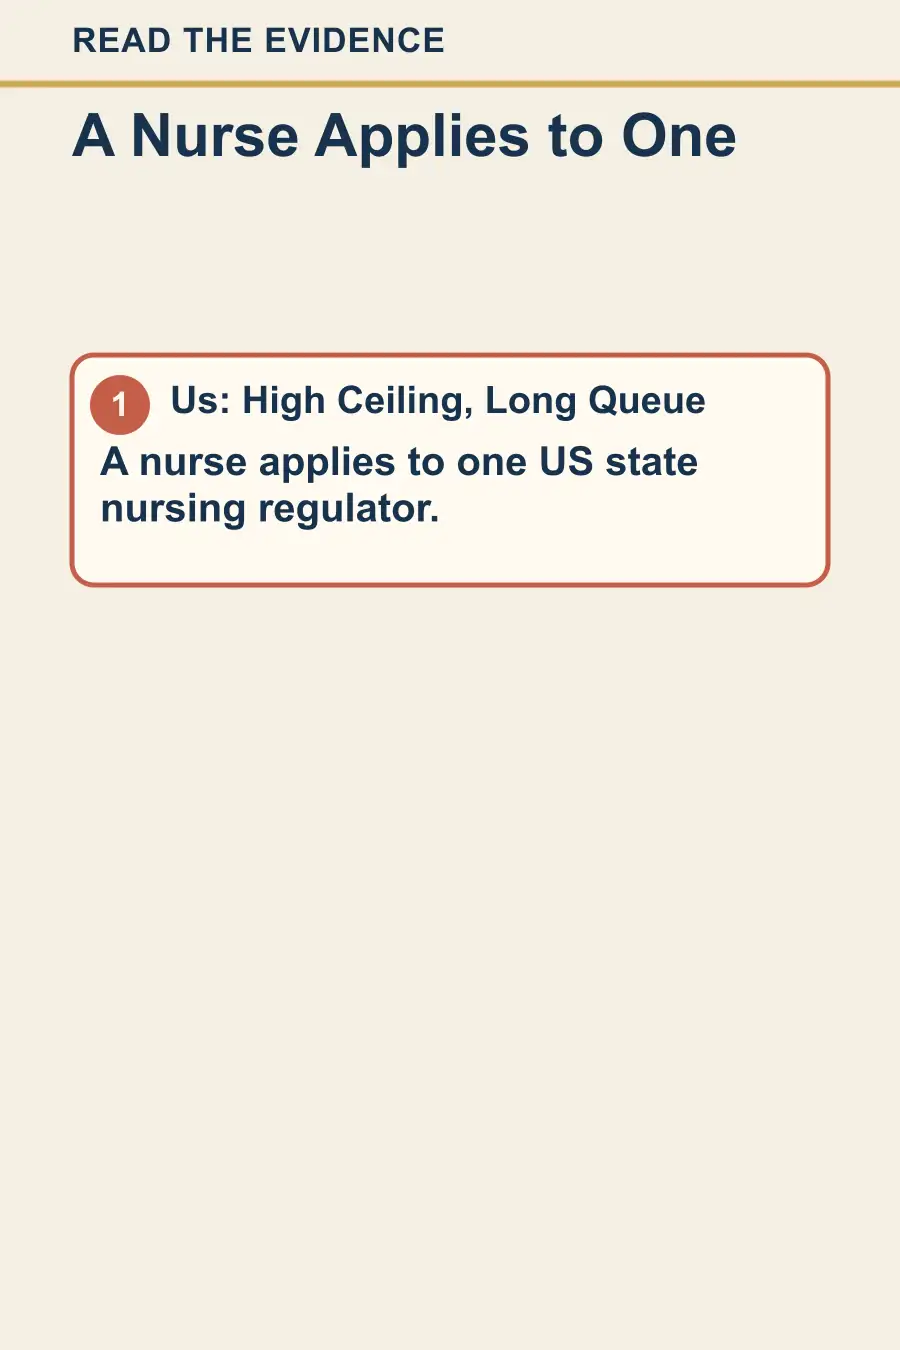 READ THE EVIDENCE
A Nurse Applies to One
1 Us: High Ceiling, Long Queue
A nurse applies to one US state
nursing regulator.